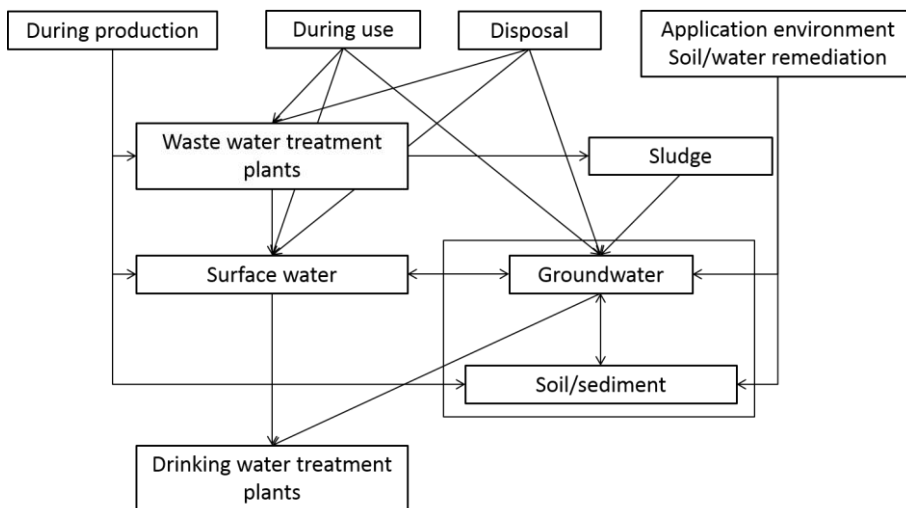 During production
During use
Disposal
Application environment
Soil/water remediation
Waste water treatment
plants
Sludge
Surface water
Groundwater
Soil/sediment
Drinking water treatment
plants